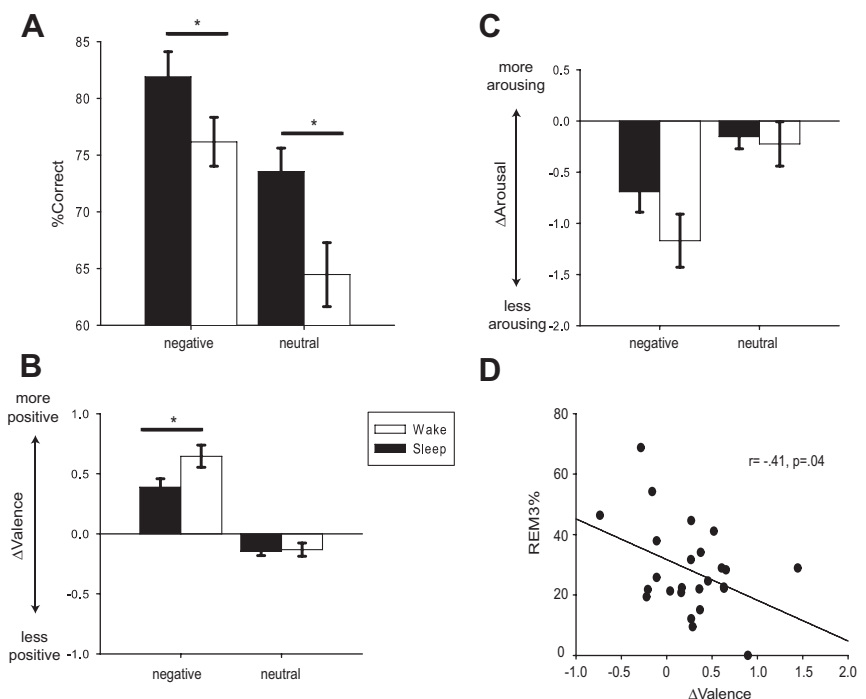 A
*
*
85
80
75
70
65
60
%Correct
negative
neutral
B
more
positive
1.0
0.5
0.0
-0.5
-1.0
ΔValence
less
positive
*
negative
neutral
Wake
Sleep
C
more
arousing
0.5
0.0
-0.5
-1.0
-1.5
-2.0
ΔArousal
less
arousing
negative
neutral
D
80
60
40
20
0
REM3%
r= -.41, p=.04
-1.0 -0.5 0 0.5 1.0 1.5 2.0
ΔValence